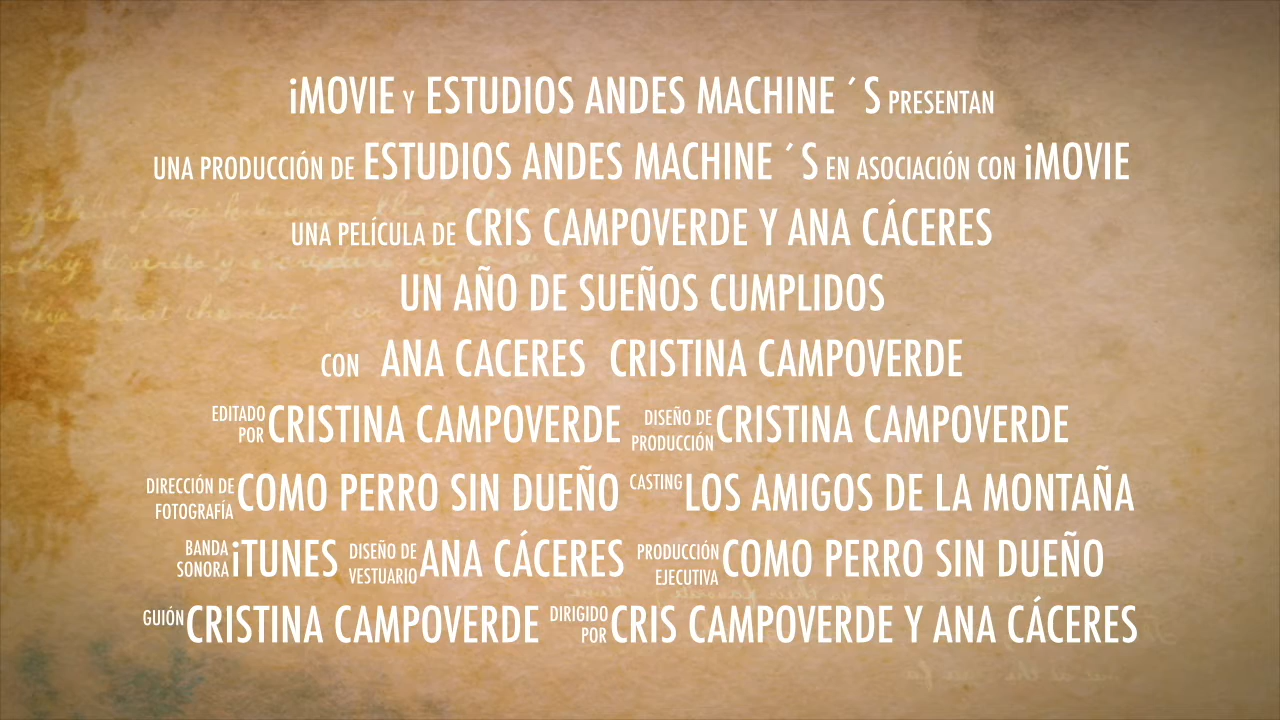 iMOVIE Y ESTUDIOS ANDES MACHINE ´S PRESENTAN
UNA PRODUCCIÓN DE ESTUDIOS ANDES MACHINE ´S EN ASOCIACIÓN CON iMOVIE
UNA PELÍCULA DE CRIS CAMPOVERDE Y ANA CÁCERES
UN AÑO DE SUEÑOS CUMPLIDOS
CON ANA CACERES CRISTINA CAMPOVERDE
EDITADO POR CRISTINA CAMPOVERDE DISEÑO DE PRODUCCIÓN CRISTINA CAMPOVERDE
DIRECCIÓN DE FOTOGRAFÍA COMO PERRO SIN DUEÑO CASTING LOS AMIGOS DE LA MONTAÑA
BANDA SONORA iTUNES DISEÑO DE VESTUARIO ANA CÁCERES PRODUCCIÓN EJECUTIVA COMO PERRO SIN DUEÑO
GUIÓN CRISTINA CAMPOVERDE DIRIGIDO POR CRIS CAMPOVERDE Y ANA CÁCERES